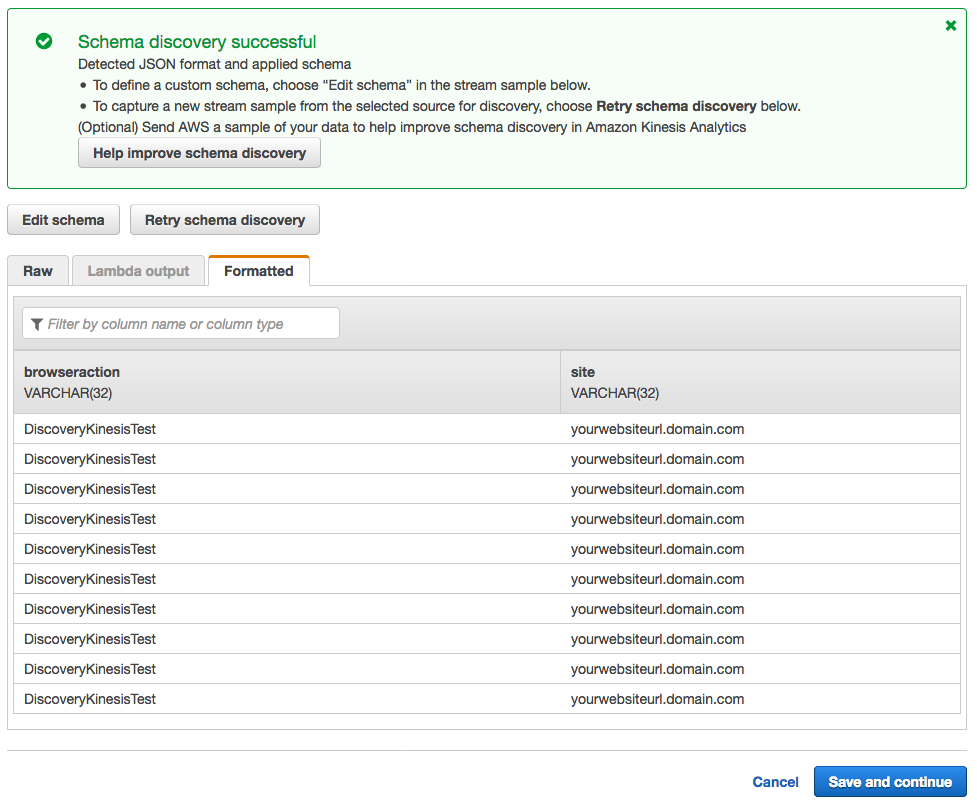 Schema discovery successful
Detected JSON format and applied schema
• To define a custom schema, choose “Edit schema” in the stream sample below.
• To capture a new stream sample from the selected source for discovery, choose Retry schema discovery below.
(Optional) Send AWS a sample of your data to help improve schema discovery in Amazon Kinesis Analytics
Help improve schema discovery
Edit schema Retry schema discovery
Raw Lambda output Formatted
Filter by column name or column type
browseraction site
VARCHAR(32) VARCHAR(32)
DiscoveryKinesisTest yourwebsiteurl.domain.com
DiscoveryKinesisTest yourwebsiteurl.domain.com
DiscoveryKinesisTest yourwebsiteurl.domain.com
DiscoveryKinesisTest yourwebsiteurl.domain.com
DiscoveryKinesisTest yourwebsiteurl.domain.com
DiscoveryKinesisTest yourwebsiteurl.domain.com
DiscoveryKinesisTest yourwebsiteurl.domain.com
DiscoveryKinesisTest yourwebsiteurl.domain.com
DiscoveryKinesisTest yourwebsiteurl.domain.com
DiscoveryKinesisTest yourwebsiteurl.domain.com
Cancel Save and continue